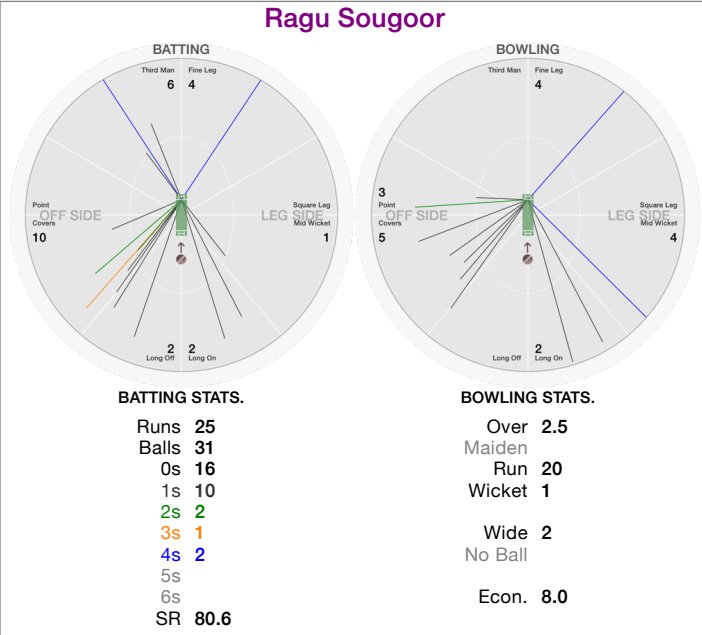 Ragu Sougoor
BATTING
Third Man Fine Leg
6 4
Point
OFF SIDE
Covers
10
Square Leg
LEG SIDE
Mid Wicket
1
2 2
Long Off Long On
BATTING STATS.
Runs 25
Balls 31
0s 16
1s 10
2s 2
3s 1
4s 2
5s
6s
SR 80.6
BOWLING
Third Man Fine Leg
4
3
Point
OFF SIDE
Covers
5
Square Leg
LEG SIDE
Mid Wicket
4
2
Long Off Long On
BOWLING STATS.
Over 2.5
Maiden
Run 20
Wicket 1
Wide 2
No Ball
Econ. 8.0